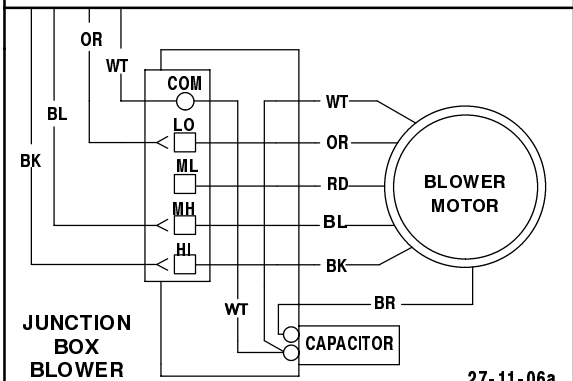 OR
WT
BL
BK
COM
LO
ML
MH
HI
WT
OR
RD
BL
BK
BR
WT
BLOWER
MOTOR
CAPACITOR
JUNCTION
BOX
BLOWER
27-11-06a